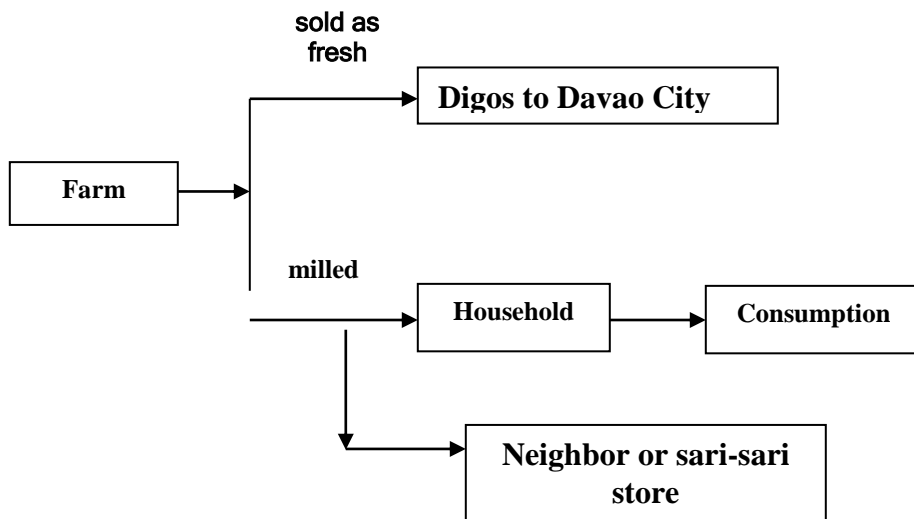 sold as
fresh
Digos to Davao City
Farm
milled
Household
Consumption
Neighbor or sari-sari
store